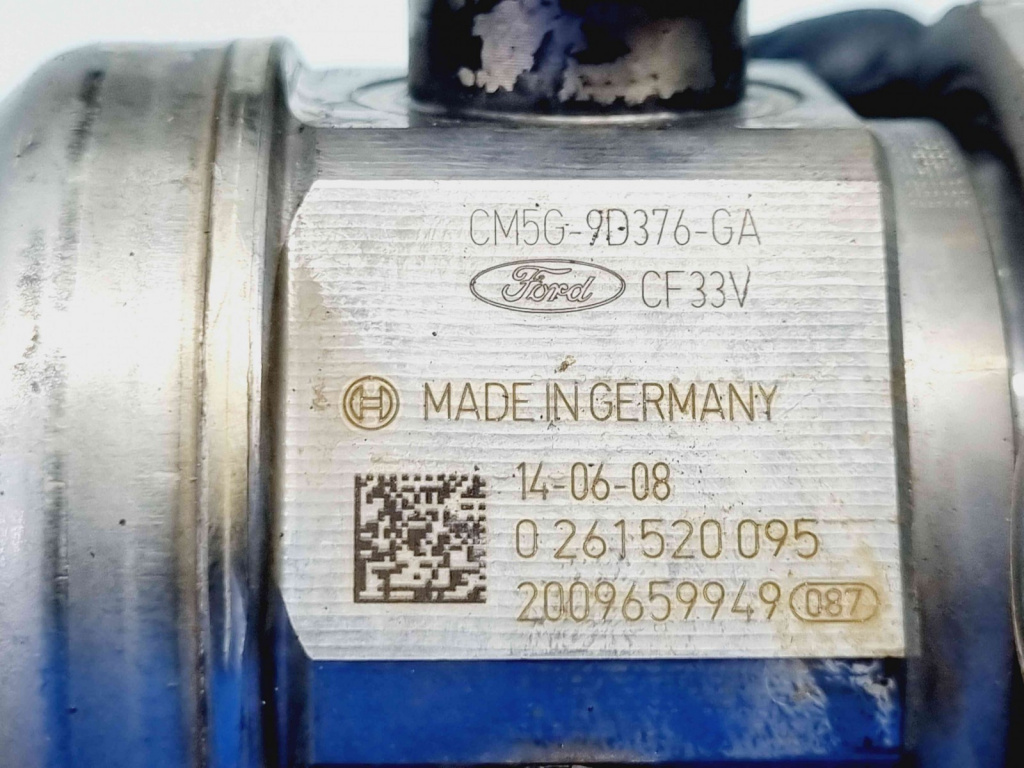 CM5G-9D376-GA
Ford CF33V
MADE IN GERMANY
14-06-08
0 261 520 095
2009659949 087